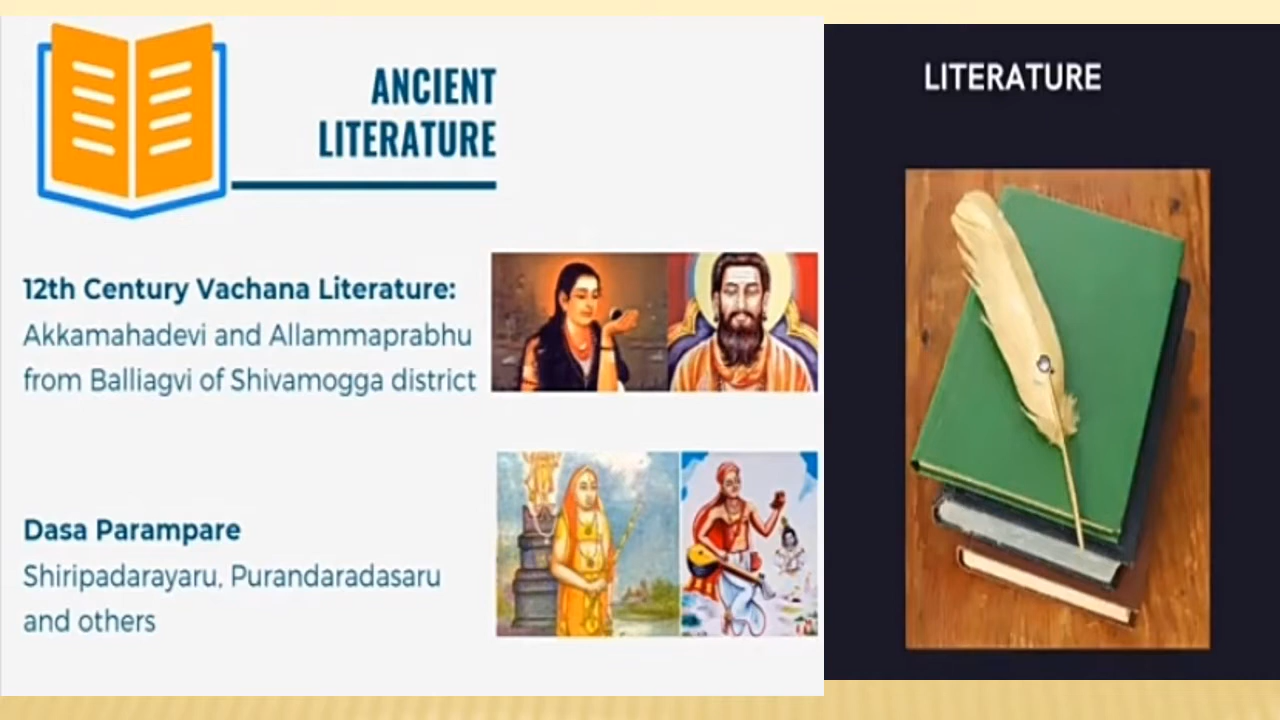 ANCIENT
LITERATURE
12th Century Vachana Literature:
Akkamahadevi and Allammaprabhu
from Balliagvi of Shivamogga district
Dasa Parampare
Shiripadarayaru, Purandaradasaru
and others
LITERATURE